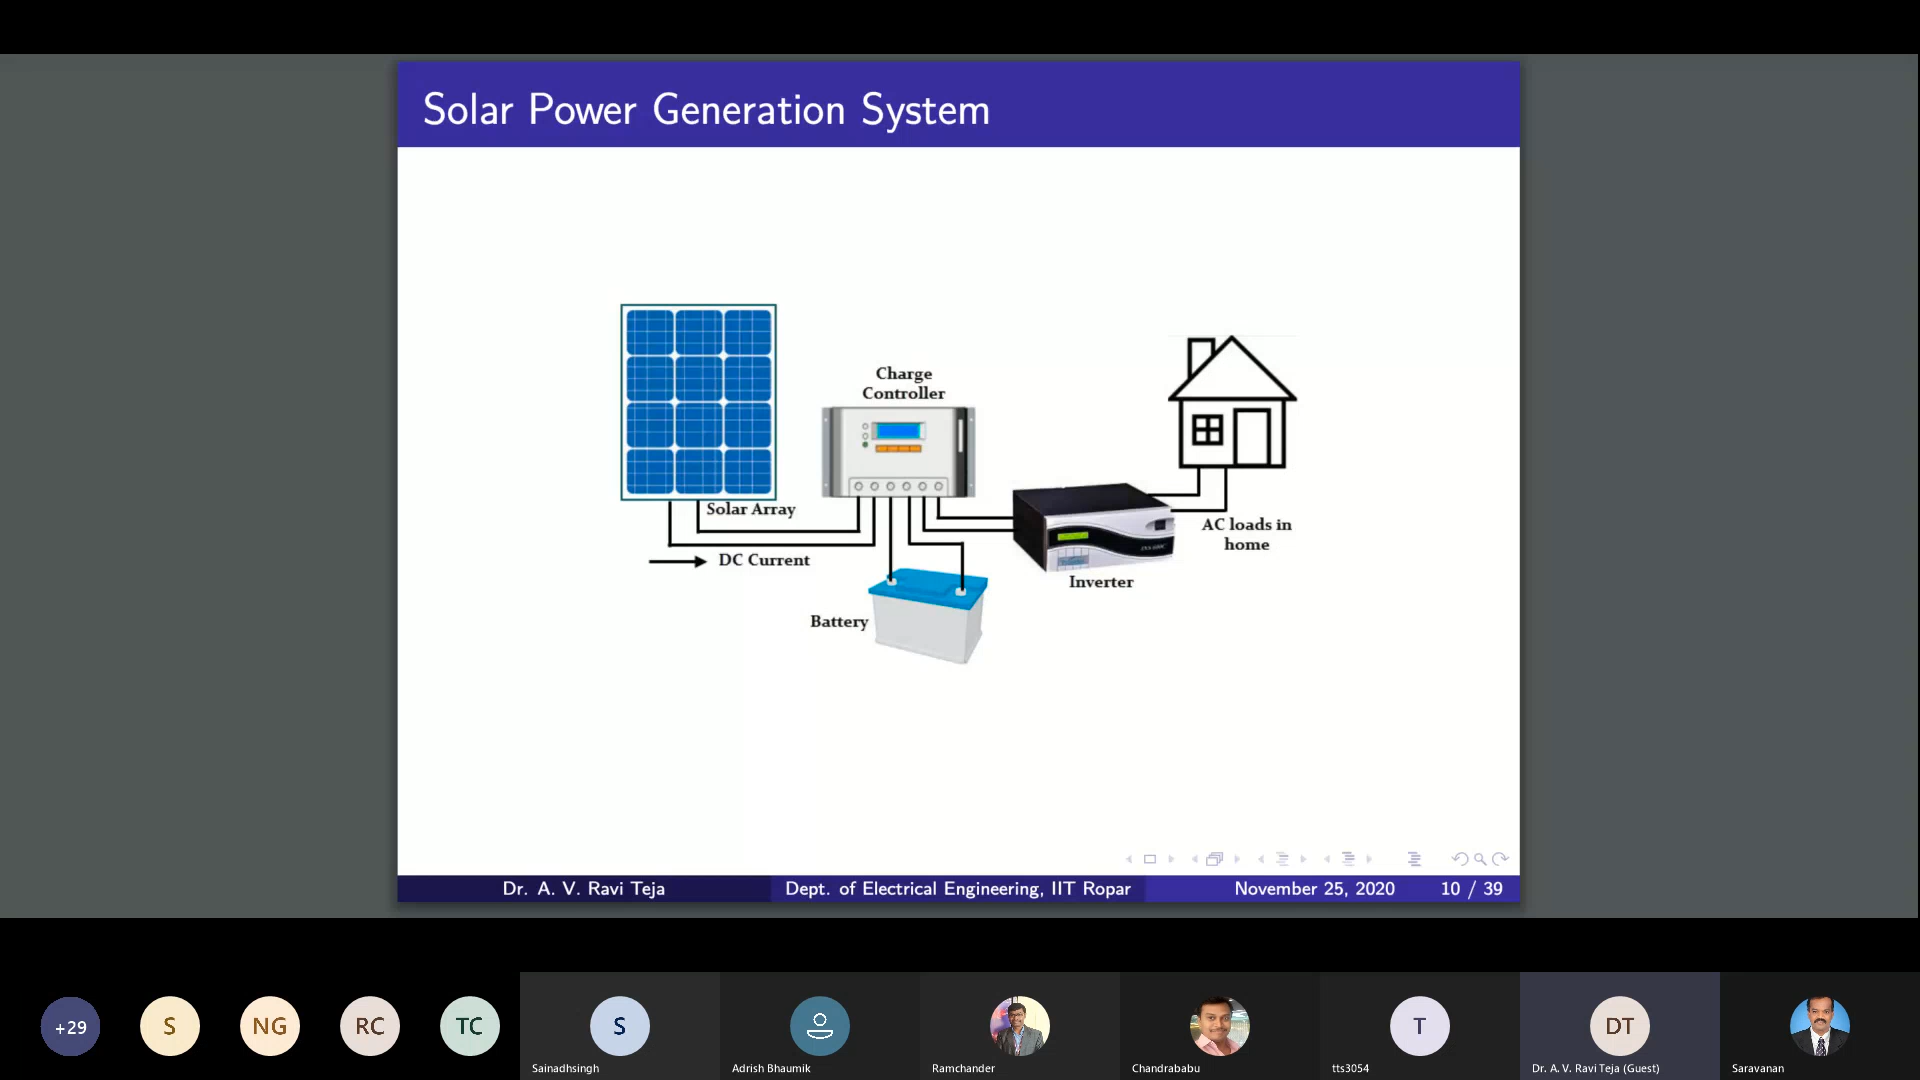 Solar Power Generation System
Charge
Controller
Solar Array
DC Current
Battery
Inverter
AC loads in
home
Dr. A. V. Ravi Teja
Dept. of Electrical Engineering, IIT Ropar
November 25, 2020
10 / 39
+29
S
NG
RC
TC
S
T
DT
Sainadhsingh
Adrish Bhaumik
Ramchander
Chandrababu
tts3054
Dr. A. V. Ravi Teja (Guest)
Saravanan